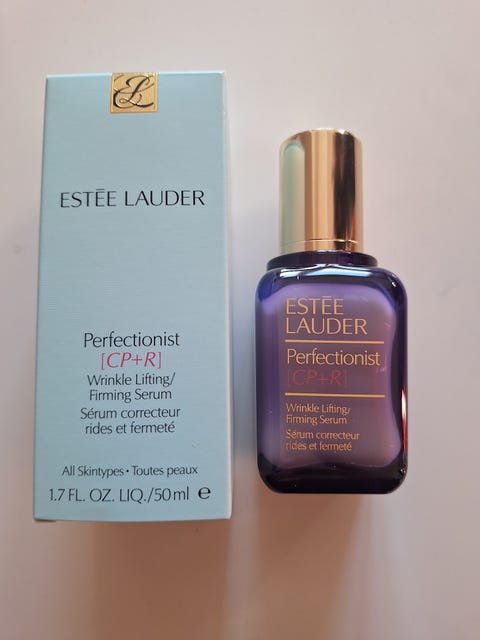 EL
ESTĒE LAUDER
Perfectionist
[CP+R]
Wrinkle Lifting/
Firming Serum
Sérum correcteur
rides et fermeté
All Skintypes • Toutes peaux
1.7 FL. OZ. LIQ./50 ml ℮
ESTĒE
LAUDER
Perfectionist
[CP+R]
Wrinkle Lifting/
Firming Serum
Sérum correcteur
rides et fermeté